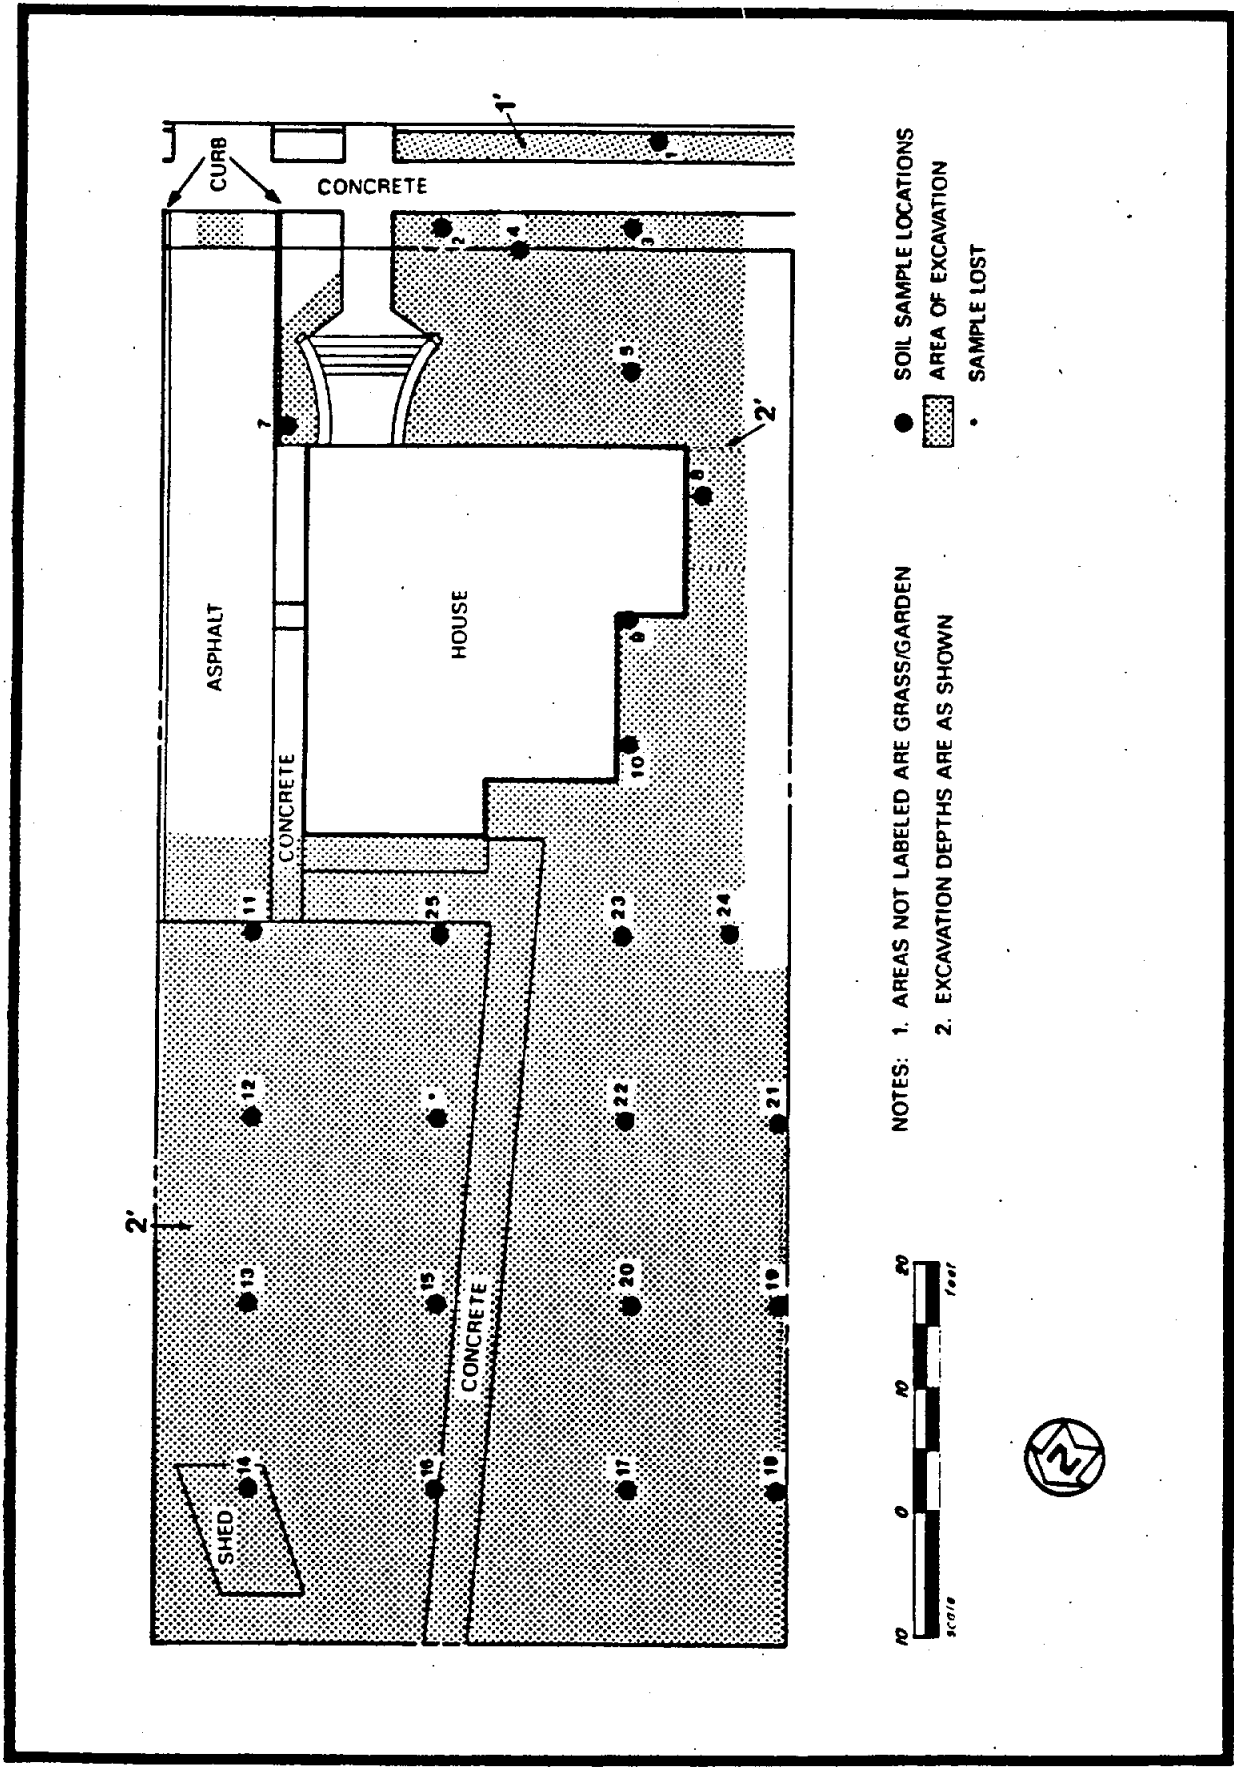 CURB
CONCRETE
1'
1
2
4
3
5
7
2'
8
ASPHALT
HOUSE
9
10
CONCRETE
11
25
23
24
12
*
22
21
2'
13
15
20
19
CONCRETE
14
SHED
16
17
18
SOIL SAMPLE LOCATIONS
AREA OF EXCAVATION
* SAMPLE LOST
NOTES: 1. AREAS NOT LABELED ARE GRASS/GARDEN
2. EXCAVATION DEPTHS ARE AS SHOWN
10 0 10 20
scale feet
N